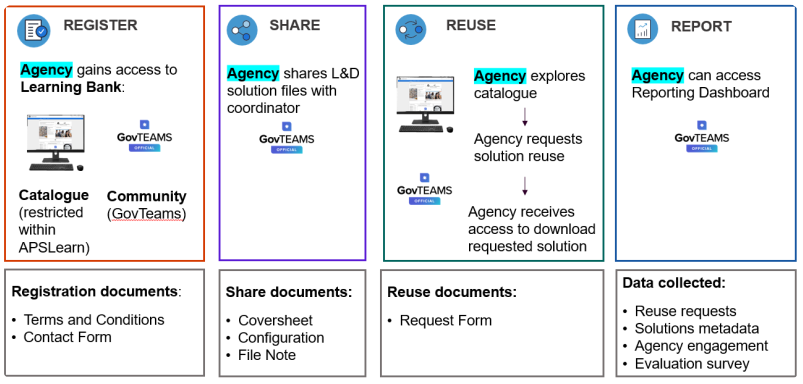 REGISTER
Agency gains access to
Learning Bank:
GovTEAMS
OFFICIAL
Catalogue
(restricted
within
APSLearn)
Community
(GovTeams)
SHARE
Agency shares L&D
solution files with
coordinator
GovTEAMS
OFFICIAL
REUSE
Agency explores
catalogue
Agency requests
solution reuse
GovTEAMS
OFFICIAL
Agency receives
access to download
requested solution
REPORT
Agency can access
Reporting Dashboard
GovTEAMS
OFFICIAL
Registration documents:
• Terms and Conditions
• Contact Form
Share documents:
• Coversheet
• Configuration
• File Note
Reuse documents:
• Request Form
Data collected:
• Reuse requests
• Solutions metadata
• Agency engagement
• Evaluation survey